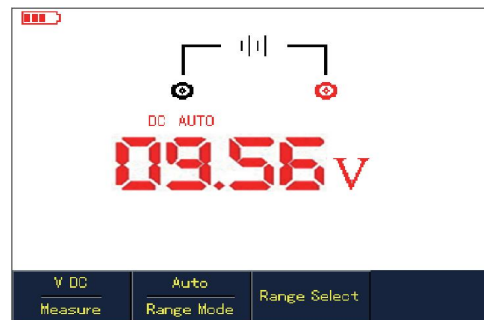 DC AUTO
09.56 V
V DC
Measure
Auto
Range Mode
Range Select